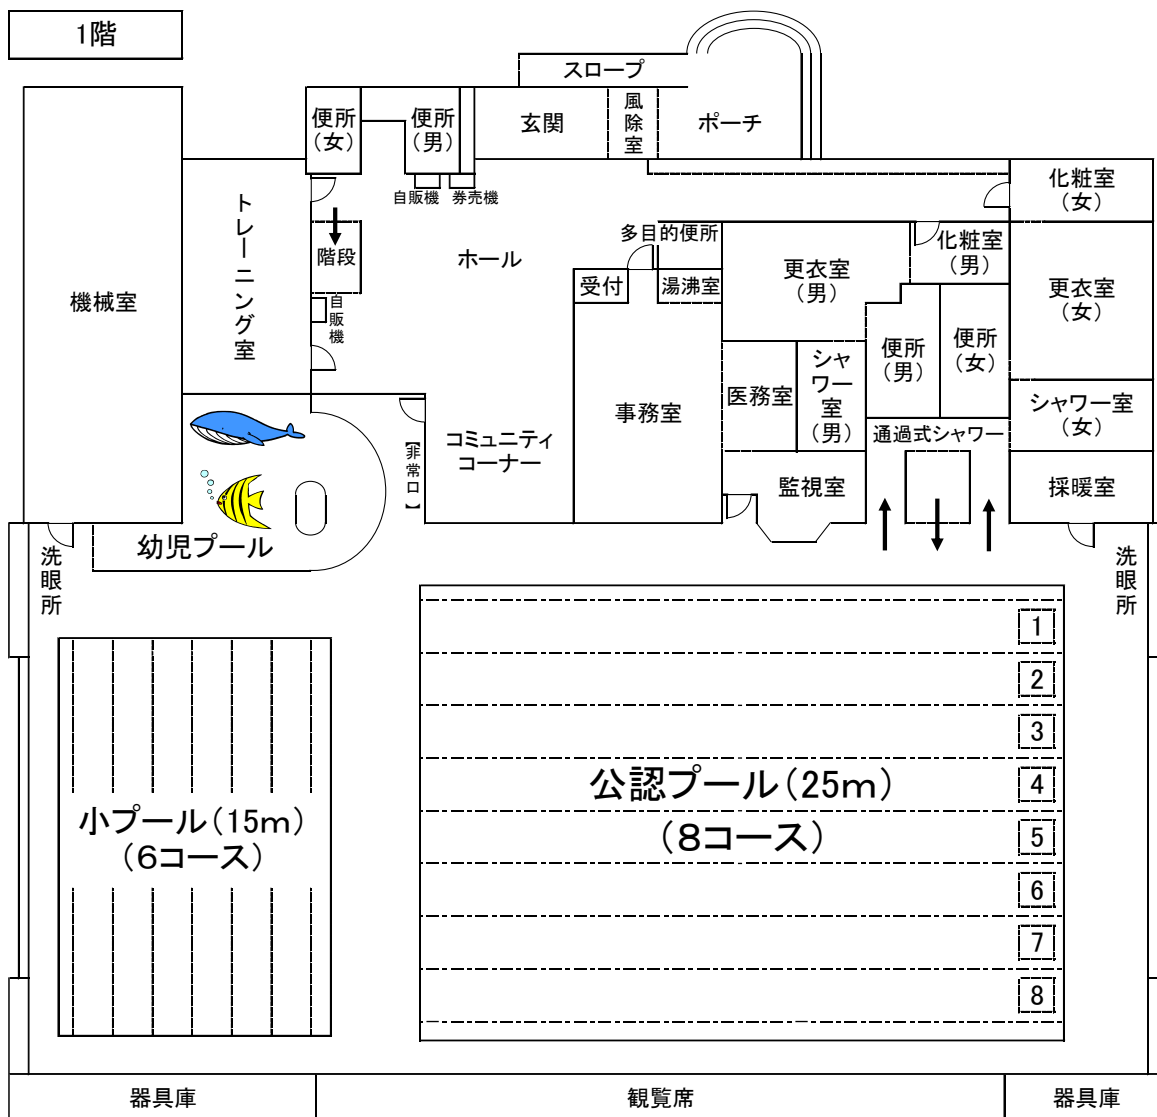 1階
スロープ
便所
(女)
便所
(男)
玄関
風除室
ポーチ
自販機
券売機
化粧室
(女)
トレーニング室
階段
ホール
多目的便所
化粧室
(男)
機械室
自販機
受付
湯沸室
更衣室
(男)
更衣室
(女)
便所
(男)
便所
(女)
医務室
シャワー室
(男)
事務室
シャワー室
(女)
コミュニティ
コーナー
【非常口】
通過式シャワー
監視室
採暖室
幼児プール
洗眼所
洗眼所
1
2
3
4
5
6
7
8
公認プール(25m)
(8コース)
小プール(15m)
(6コース)
器具庫
観覧席
器具庫